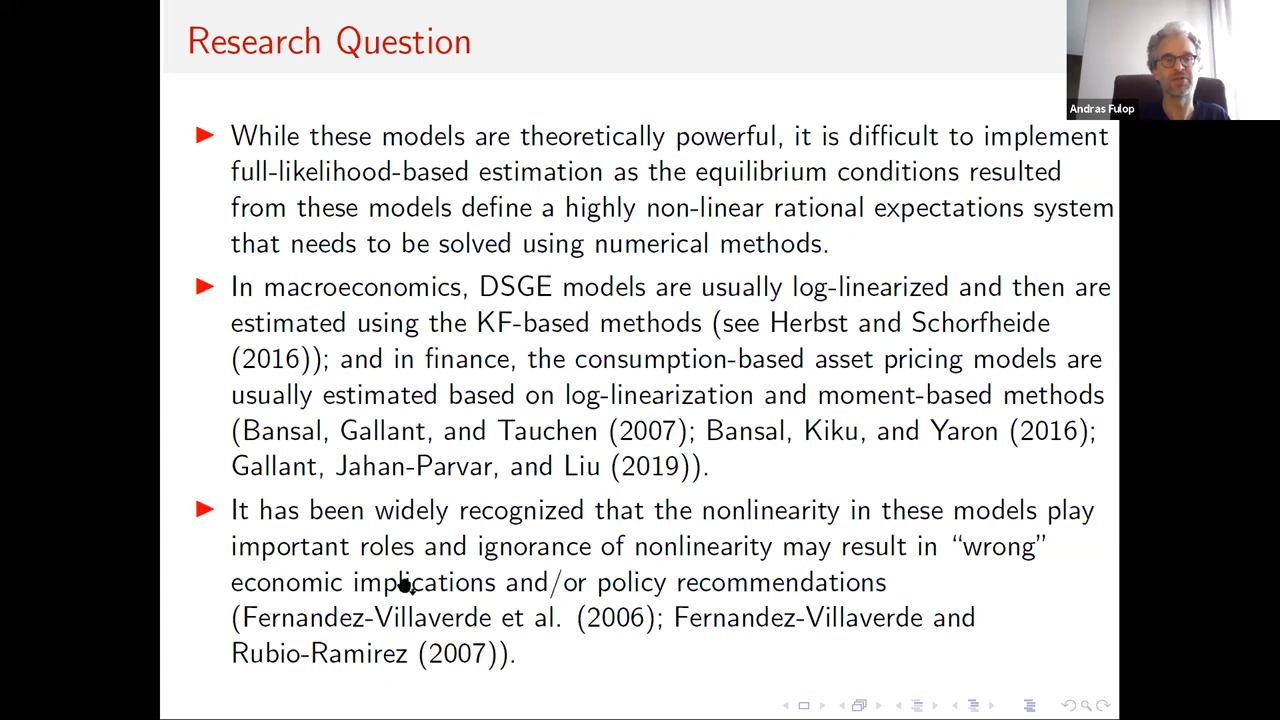 Research Question
Andras Fulop
While these models are theoretically powerful, it is difficult to implement
full-likelihood-based estimation as the equilibrium conditions resulted
from these models define a highly non-linear rational expectations system
that needs to be solved using numerical methods.
In macroeconomics, DSGE models are usually log-linearized and then are
estimated using the KF-based methods (see Herbst and Schorfheide
(2016)); and in finance, the consumption-based asset pricing models are
usually estimated based on log-linearization and moment-based methods
(Bansal, Gallant, and Tauchen (2007); Bansal, Kiku, and Yaron (2016);
Gallant, Jahan-Parvar, and Liu (2019)).
It has been widely recognized that the nonlinearity in these models play
important roles and ignorance of nonlinearity may result in “wrong”
economic implications and/or policy recommendations
(Fernandez-Villaverde et al. (2006); Fernandez-Villaverde and
Rubio-Ramirez (2007)).